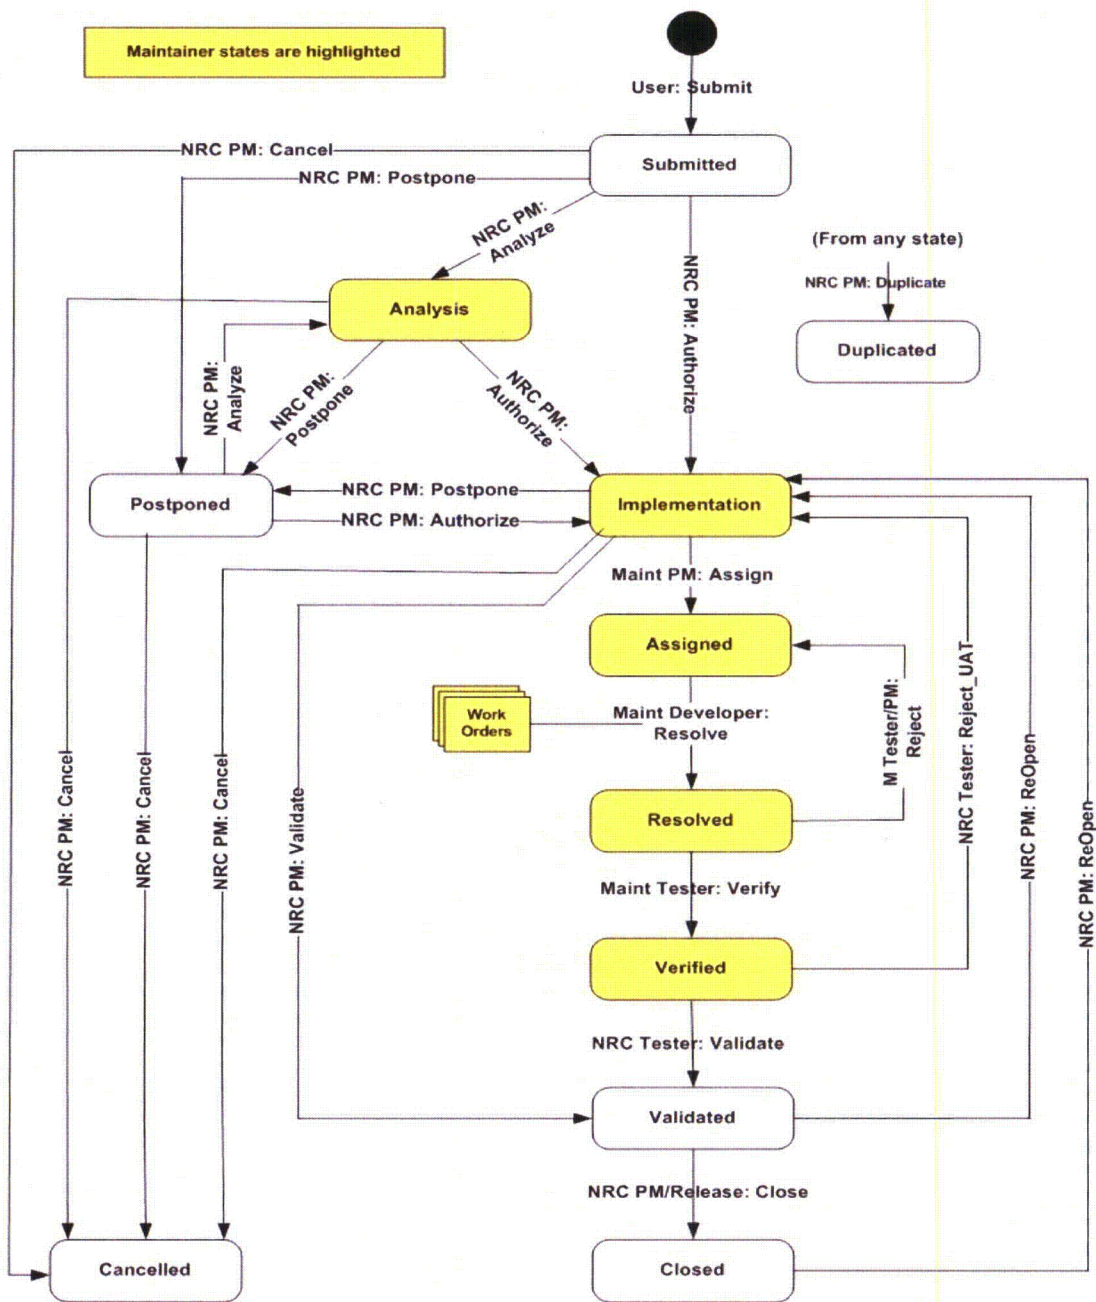 Maintainer states are highlighted
User: Submit
NRC PM: Cancel
Submitted
NRC PM: Postpone
NRC PM:
Analyze
NRC PM: Authorize
(From any state)
NRC PM: Duplicate
Duplicated
Analysis
NRC PM:
Analyze
NRC PM:
Postpone
NRC PM:
Authorize
Postponed
NRC PM: Postpone
NRC PM: Authorize
Implementation
Maint PM: Assign
Assigned
Work
Orders
Maint Developer:
Resolve
M Tester/PM:
Reject
NRC Tester: Reject_UAT
NRC PM: ReOpen
NRC PM: ReOpen
NRC PM: Cancel
NRC PM: Cancel
NRC PM: Cancel
NRC PM: Validate
Resolved
Maint Tester: Verify
Verified
NRC Tester: Validate
Validated
NRC PM/Release: Close
Cancelled
Closed